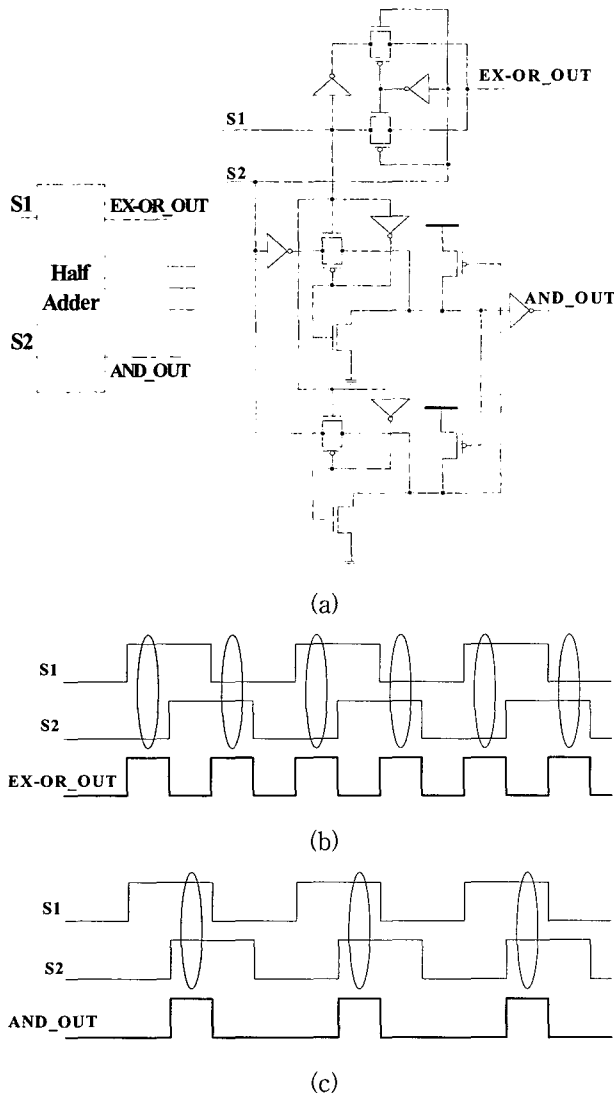 EX-OR_OUT
S1
S2
S1
EX-OR_OUT
Half
Adder
AND_OUT
S2
AND_OUT
(a)
S1
S2
EX-OR_OUT
(b)
S1
S2
AND_OUT
(c)